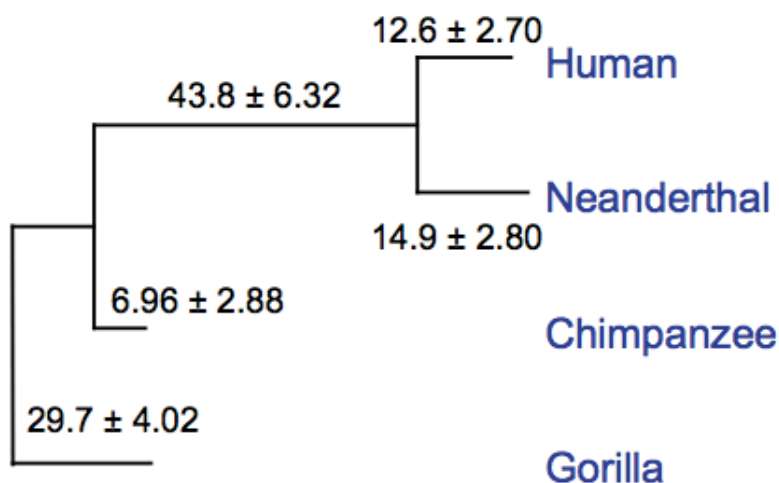 12.6 ± 2.70
Human
43.8 ± 6.32
Neanderthal
14.9 ± 2.80
6.96 ± 2.88
Chimpanzee
29.7 ± 4.02
Gorilla